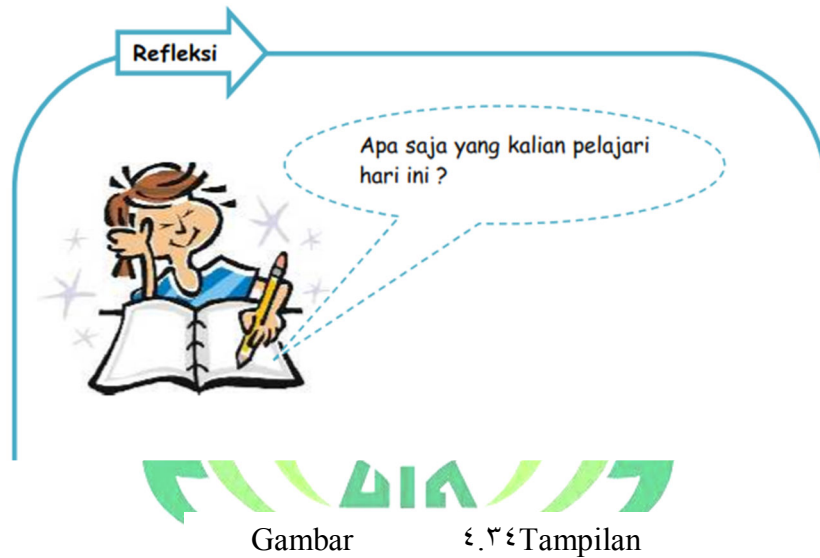 Refleksi
Apa saja yang kalian pelajari
hari ini ?
Gambar ٤.٣٤Tampilan